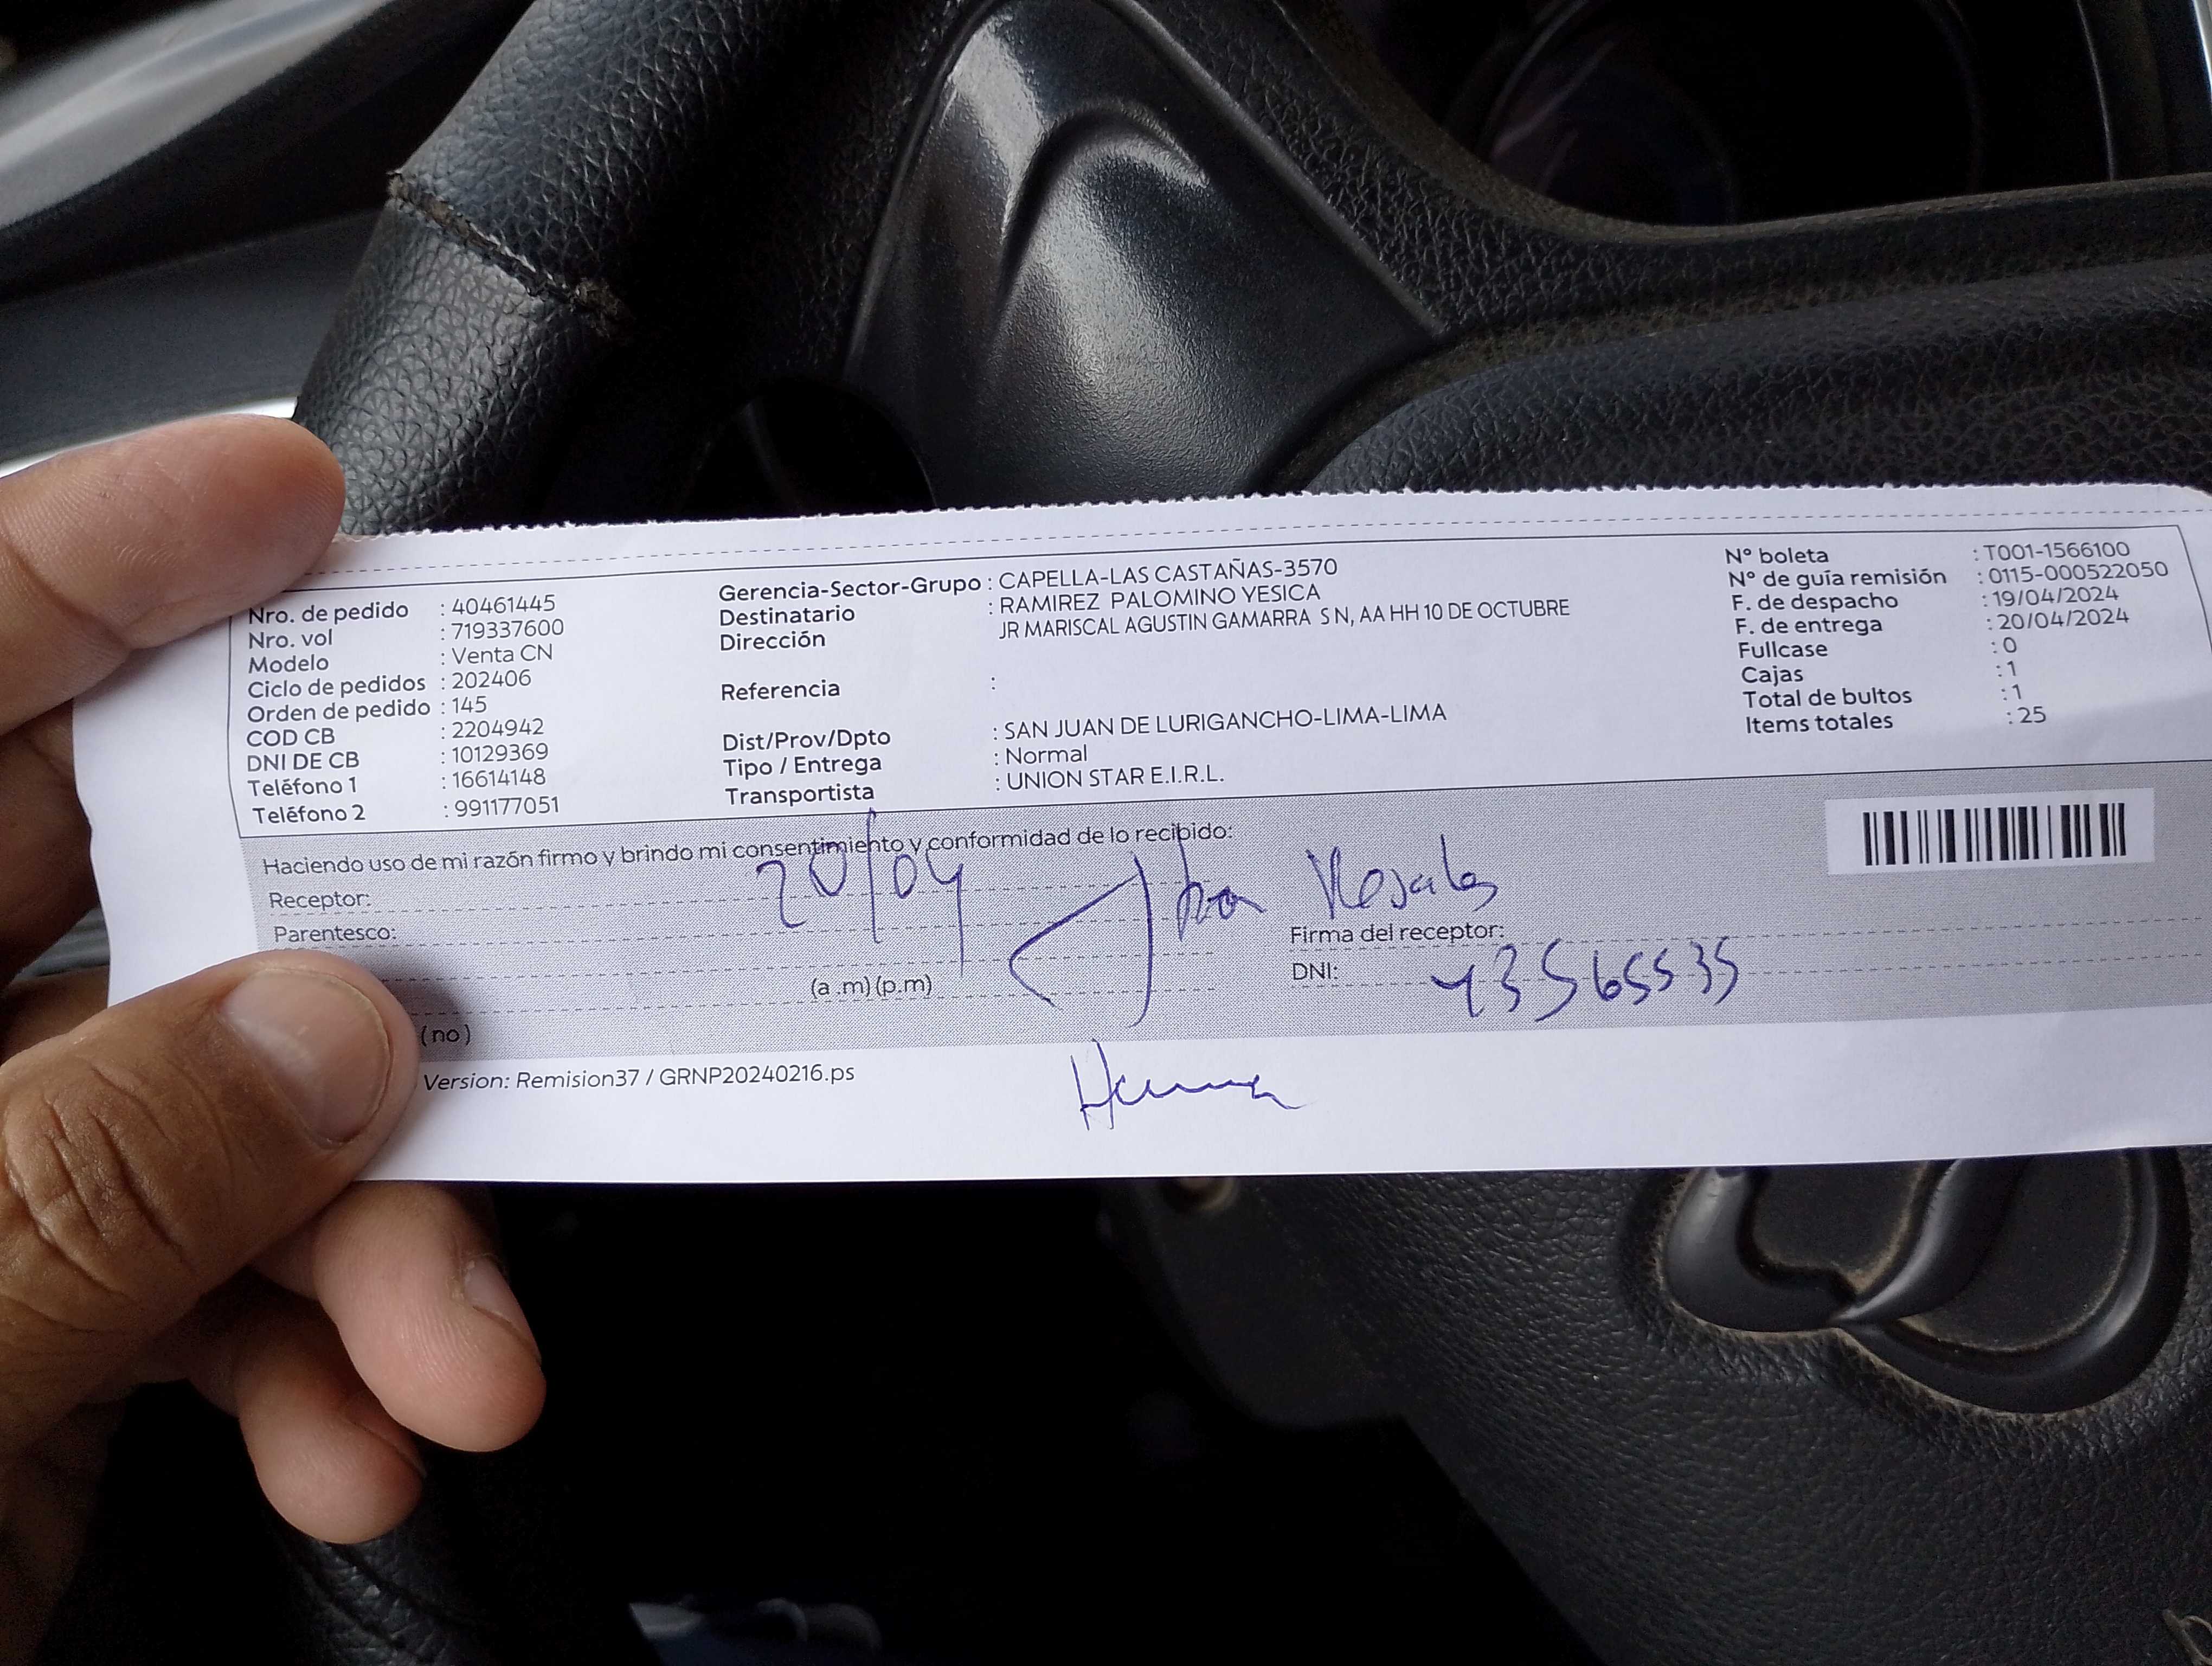 Nro. de pedido : 40461445
Nro. vol : 719337600
Modelo : Venta CN
Ciclo de pedidos : 202406
Orden de pedido : 145
COD CB : 2204942
DNI DE CB : 10129369
Teléfono 1 : 16614148
Teléfono 2 : 991177051
Gerencia-Sector-Grupo : CAPELLA-LAS CASTAÑAS-3570
Destinatario : RAMIREZ PALOMINO YESICA
Dirección JR MARISCAL AGUSTIN GAMARRA S N, AA HH 10 DE OCTUBRE
Referencia :
Dist/Prov/Dpto : SAN JUAN DE LURIGANCHO-LIMA-LIMA
Tipo / Entrega : Normal
Transportista : UNION STAR E.I.R.L.
N° boleta : T001-1566100
N° de guía remisión : 0115-000522050
F. de despacho : 19/04/2024
F. de entrega : 20/04/2024
Fullcase : 0
Cajas : 1
Total de bultos : 1
Items totales : 25
Haciendo uso de mi razón firmo y brindo mi consentimiento y conformidad de lo recibido:
Receptor: 20/04
Parentesco:
Rosales
Firma del receptor:
(a .m) (p.m)
DNI: 43565535
(no)
Version: Remision37 / GRNP20240216.ps